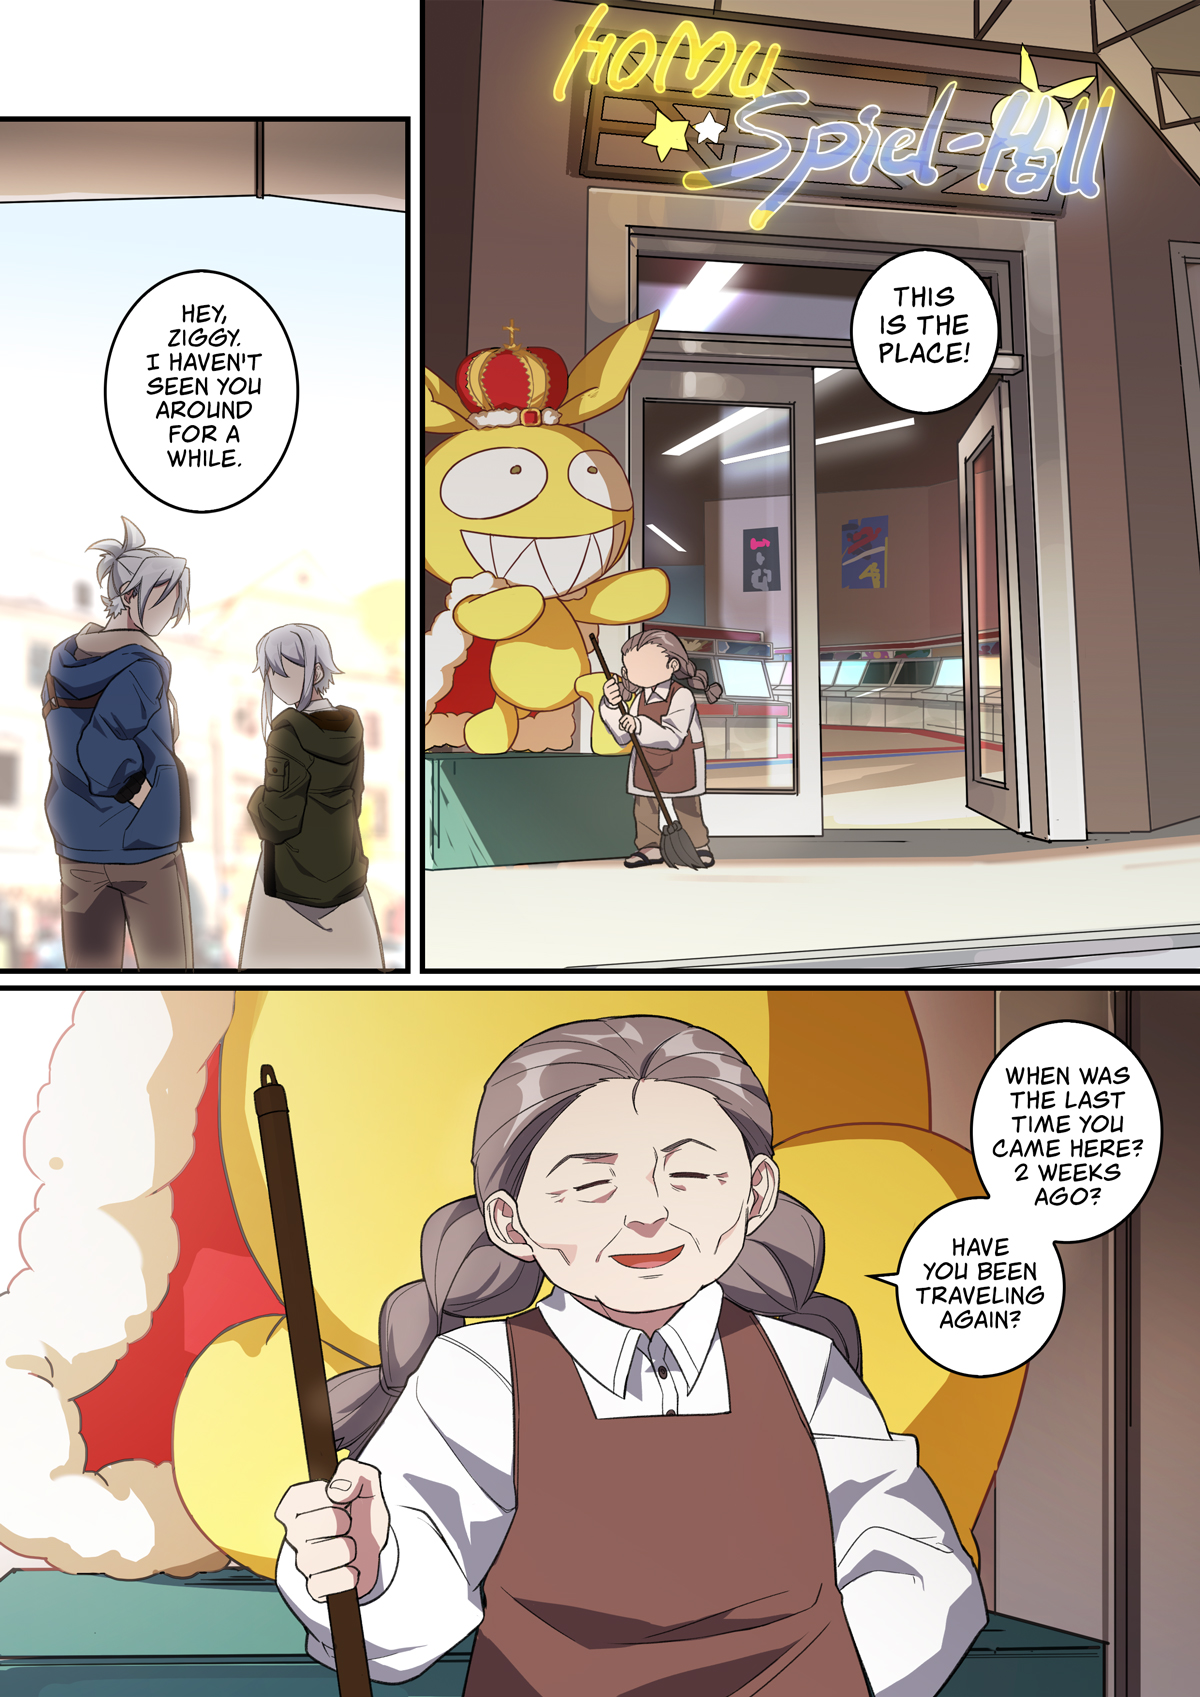 HOMU
Spiel-Hall
THIS
IS THE
PLACE!
HEY,
ZIGGY.
I HAVEN'T
SEEN YOU
AROUND
FOR A
WHILE.
WHEN WAS
THE LAST
TIME YOU
CAME HERE?
2 WEEKS
AGO?
HAVE
YOU BEEN
TRAVELING
AGAIN?